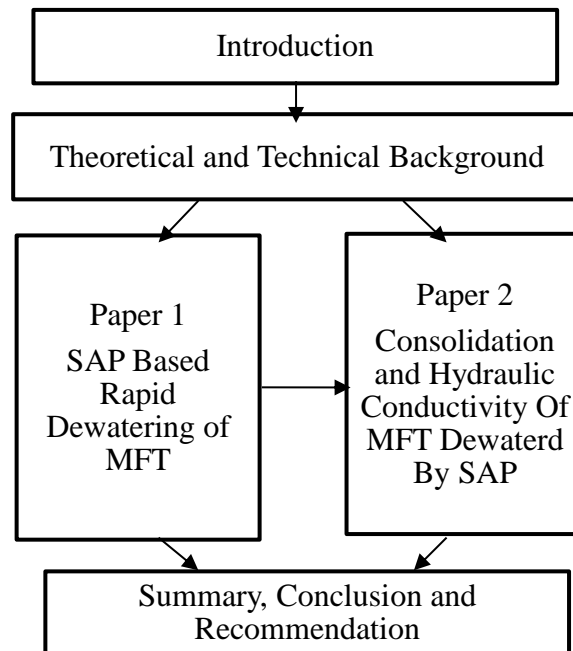 Introduction
Theoretical and Technical Background
Paper 1
SAP Based
Rapid
Dewatering of
MFT
Paper 2
Consolidation
and Hydraulic
Conductivity Of
MFT Dewaterd
By SAP
Summary, Conclusion and
Recommendation